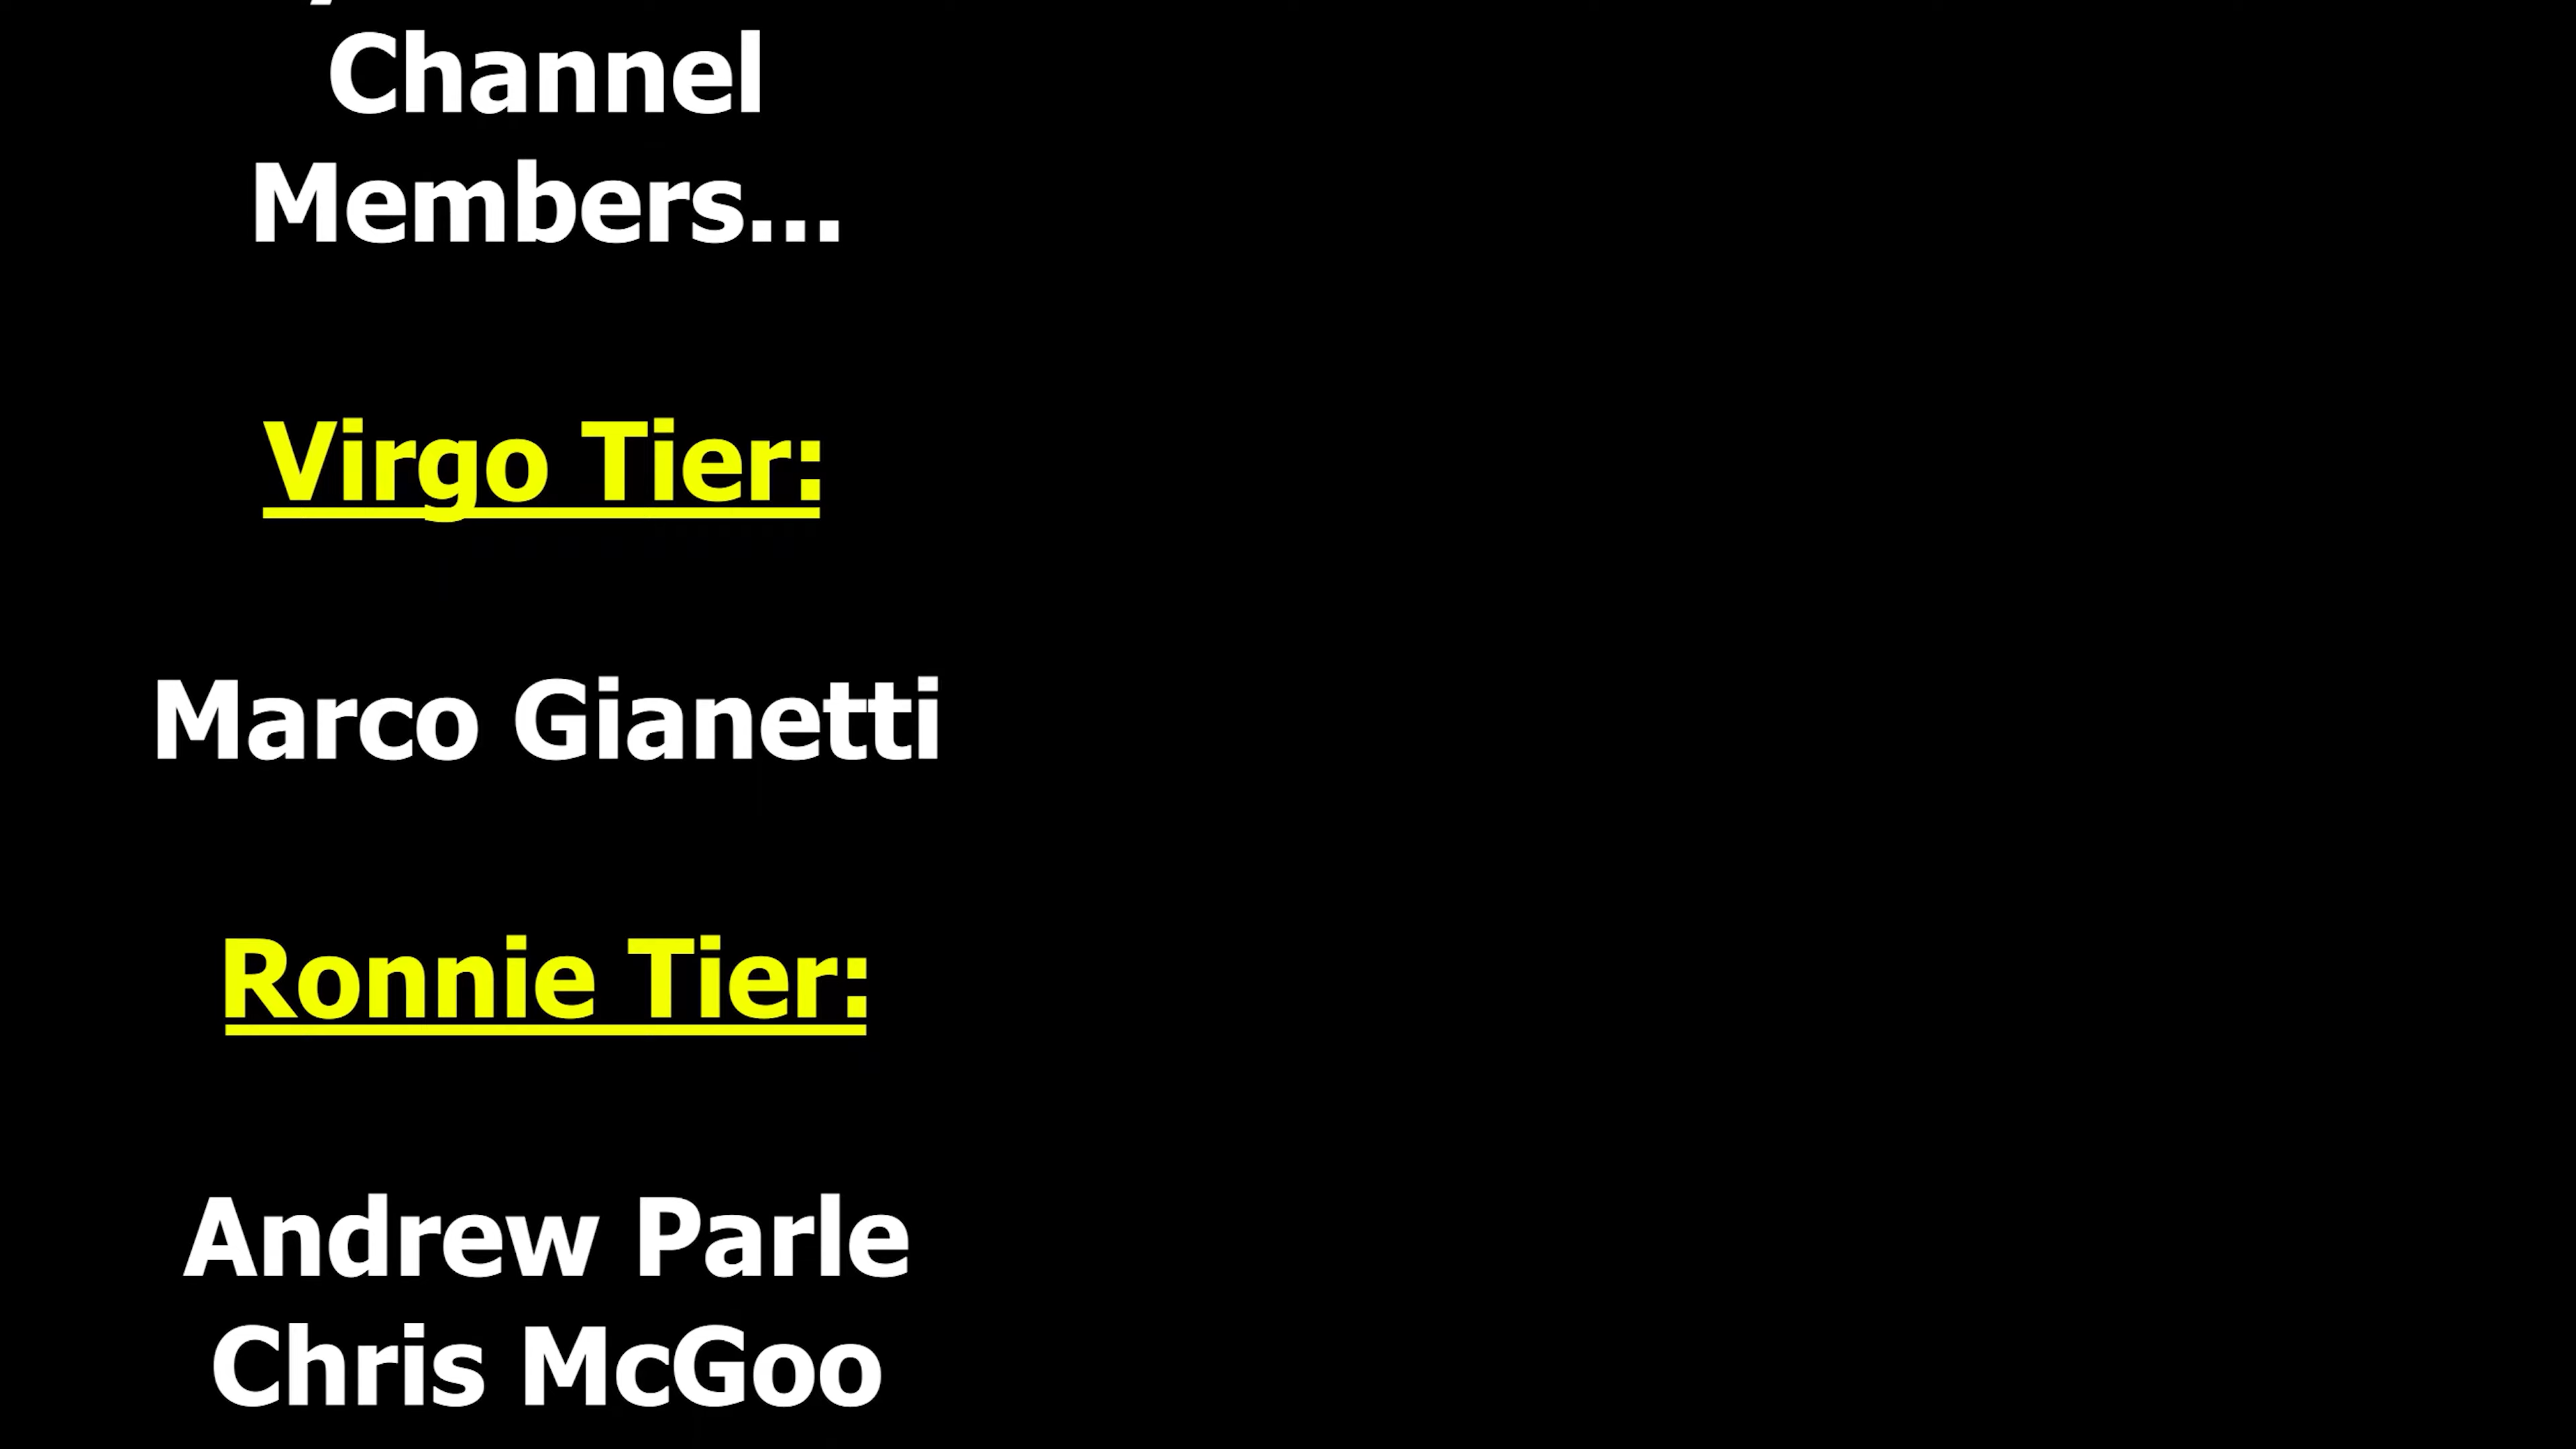 Channel
Members...
Virgo Tier:
Marco Gianetti
Ronnie Tier:
Andrew Parle
Chris McGoo